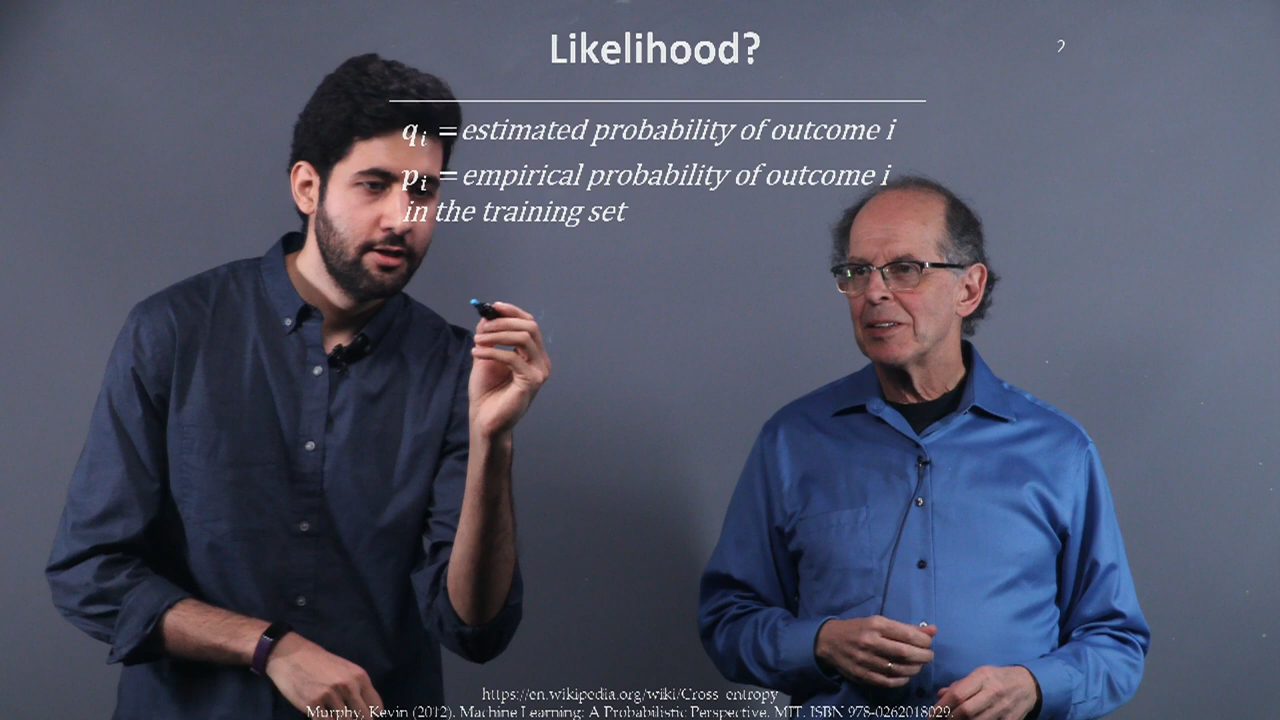 Likelihood?
2
qᵢ = estimated probability of outcome i
pᵢ = empirical probability of outcome i
in the training set
https://en.wikipedia.org/wiki/Cross_entropy
Murphy, Kevin (2012). Machine Learning: A Probabilistic Perspective. MIT. ISBN 978-0262018029.